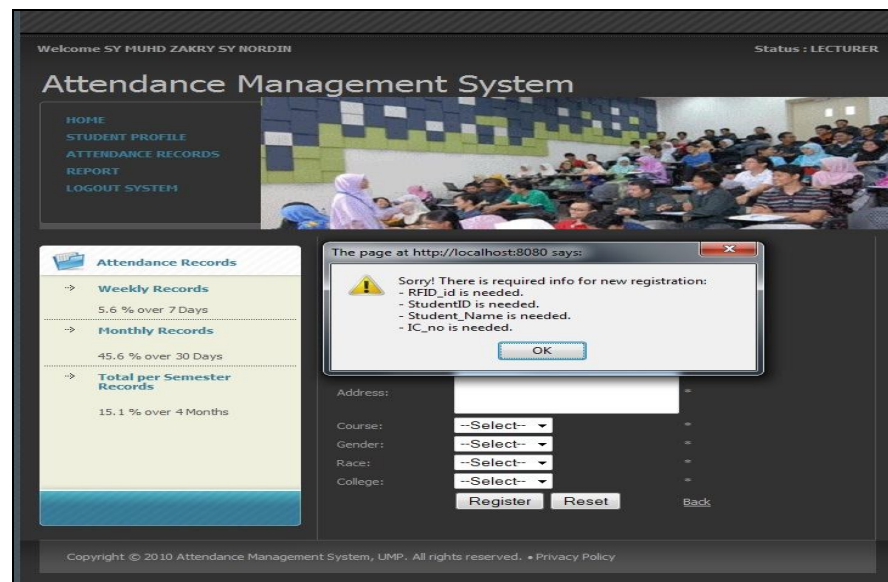 Welcome SY MUHD ZAKRY SY NORDIN
Status : LECTURER
Attendance Management System
HOME
STUDENT PROFILE
ATTENDANCE RECORDS
REPORT
LOGOUT SYSTEM
Attendance Records
Weekly Records
5.6 % over 7 Days
Monthly Records
45.6 % over 30 Days
Total per Semester
Records
15.1 % over 4 Months
The page at http://localhost:8080 says:
Sorry! There is required info for new registration:
- RFID_id is needed.
- StudentID is needed.
- Student_Name is needed.
- IC_no is needed.
OK
Address: *
Course: --Select-- *
Gender: --Select-- *
Race: --Select-- *
College: --Select-- *
Register Reset Back
Copyright © 2010 Attendance Management System, UMP. All rights reserved. • Privacy Policy